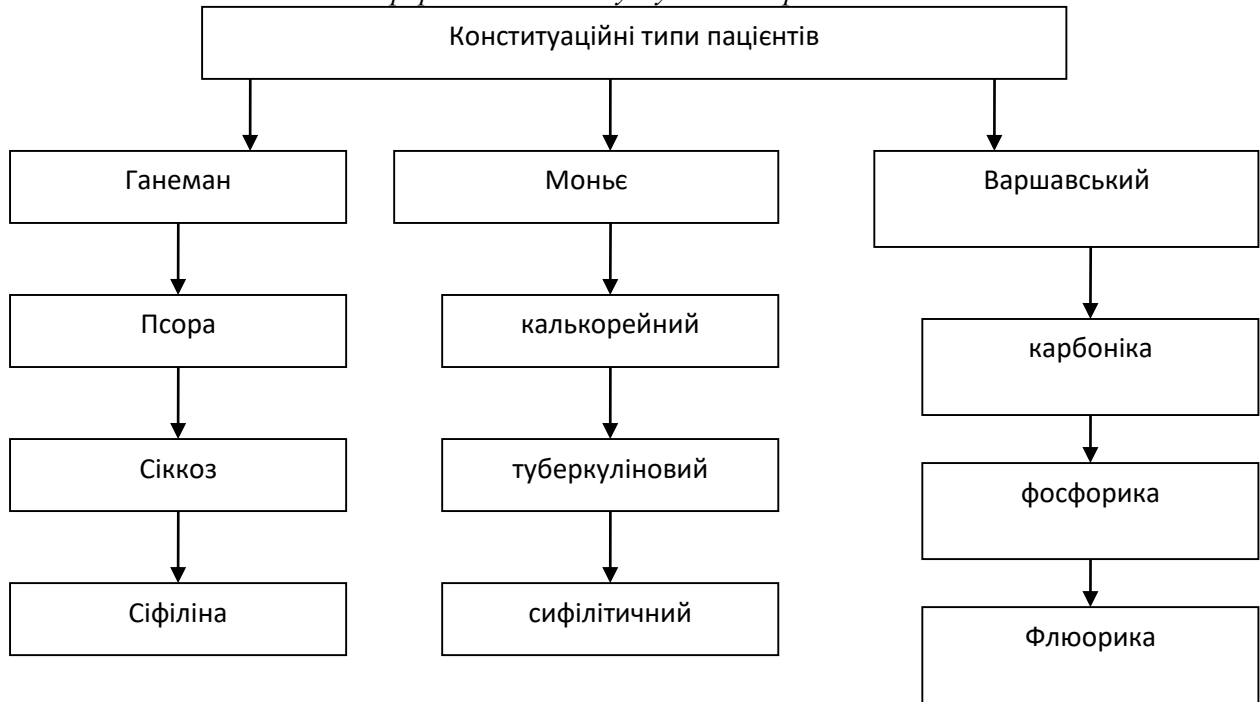 Конституаційні типи пацієнтів
Ганеман
Моньє
Варшавський
Псора
калькорейний
карбоніка
Сіккоз
туберкуліновий
фосфорика
Сіфіліна
сифілітичний
Флюорика